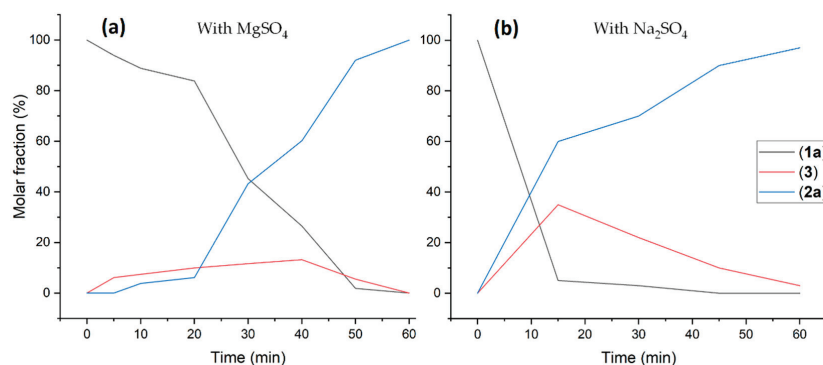 (a)
With MgSO₄
(b)
With Na₂SO₄
Molar fraction (%)
100
80
60
40
20
0
0 10 20 30 40 50 60
Time (min)
100
80
60
40
20
0
0 10 20 30 40 50 60
Time (min)
(1a)
(3)
(2a)